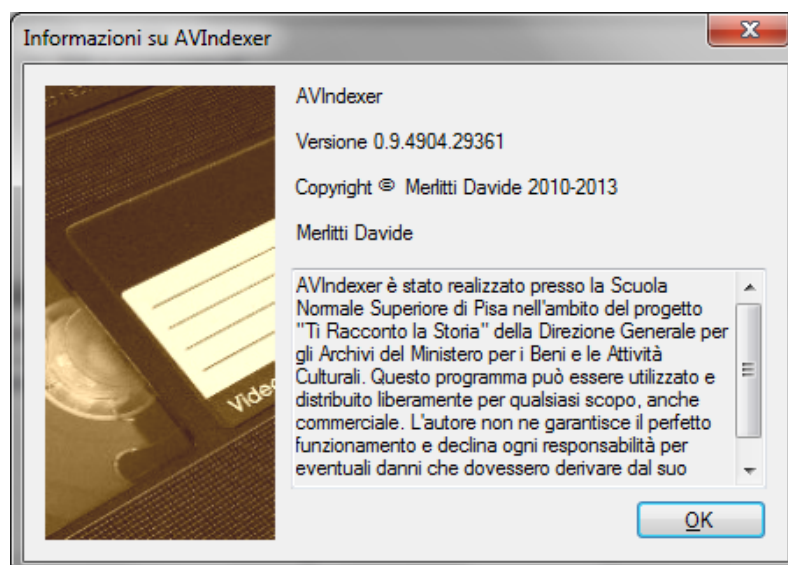 Informazioni su AVIndexer
AVIndexer
Versione 0.9.4904.29361
Copyright © Merlitti Davide 2010-2013
Merlitti Davide
AVIndexer è stato realizzato presso la Scuola
Normale Superiore di Pisa nell'ambito del progetto
"Ti Racconto la Storia" della Direzione Generale per
gli Archivi del Ministero per i Beni e le Attività
Culturali. Questo programma può essere utilizzato e
distribuito liberamente per qualsiasi scopo, anche
commerciale. L'autore non ne garantisce il perfetto
funzionamento e declina ogni responsabilità per
eventuali danni che dovessero derivare dal suo
Video
OK